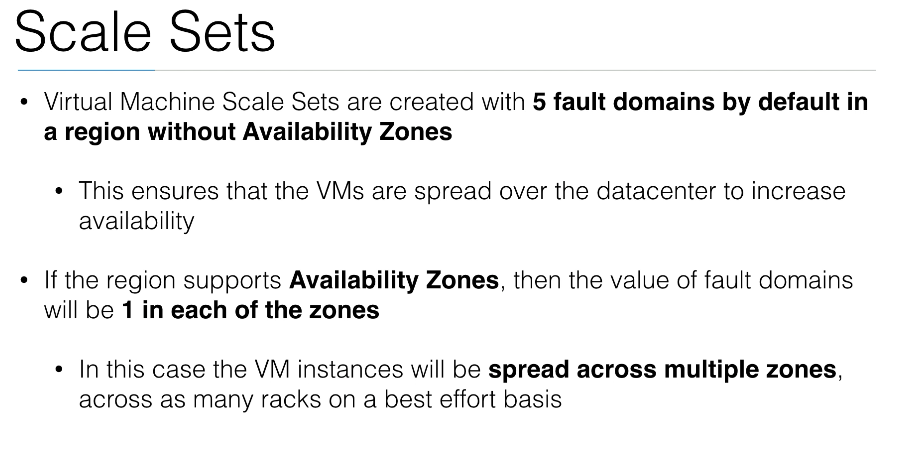 Scale Sets
• Virtual Machine Scale Sets are created with 5 fault domains by default in
a region without Availability Zones
• This ensures that the VMs are spread over the datacenter to increase
availability
• If the region supports Availability Zones, then the value of fault domains
will be 1 in each of the zones
• In this case the VM instances will be spread across multiple zones,
across as many racks on a best effort basis